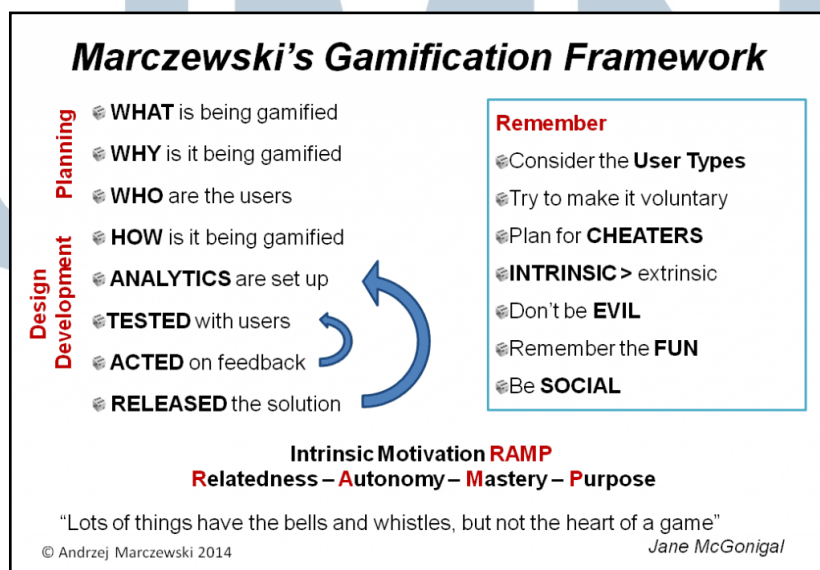 Marczewski's Gamification Framework
Planning
WHAT is being gamified
WHY is it being gamified
WHO are the users
Design
Development
HOW is it being gamified
ANALYTICS are set up
TESTED with users
ACTED on feedback
RELEASED the solution
Remember
Consider the User Types
Try to make it voluntary
Plan for CHEATERS
INTRINSIC > extrinsic
Don't be EVIL
Remember the FUN
Be SOCIAL
Intrinsic Motivation RAMP
Relatedness – Autonomy – Mastery – Purpose
“Lots of things have the bells and whistles, but not the heart of a game”
Jane McGonigal
© Andrzej Marczewski 2014